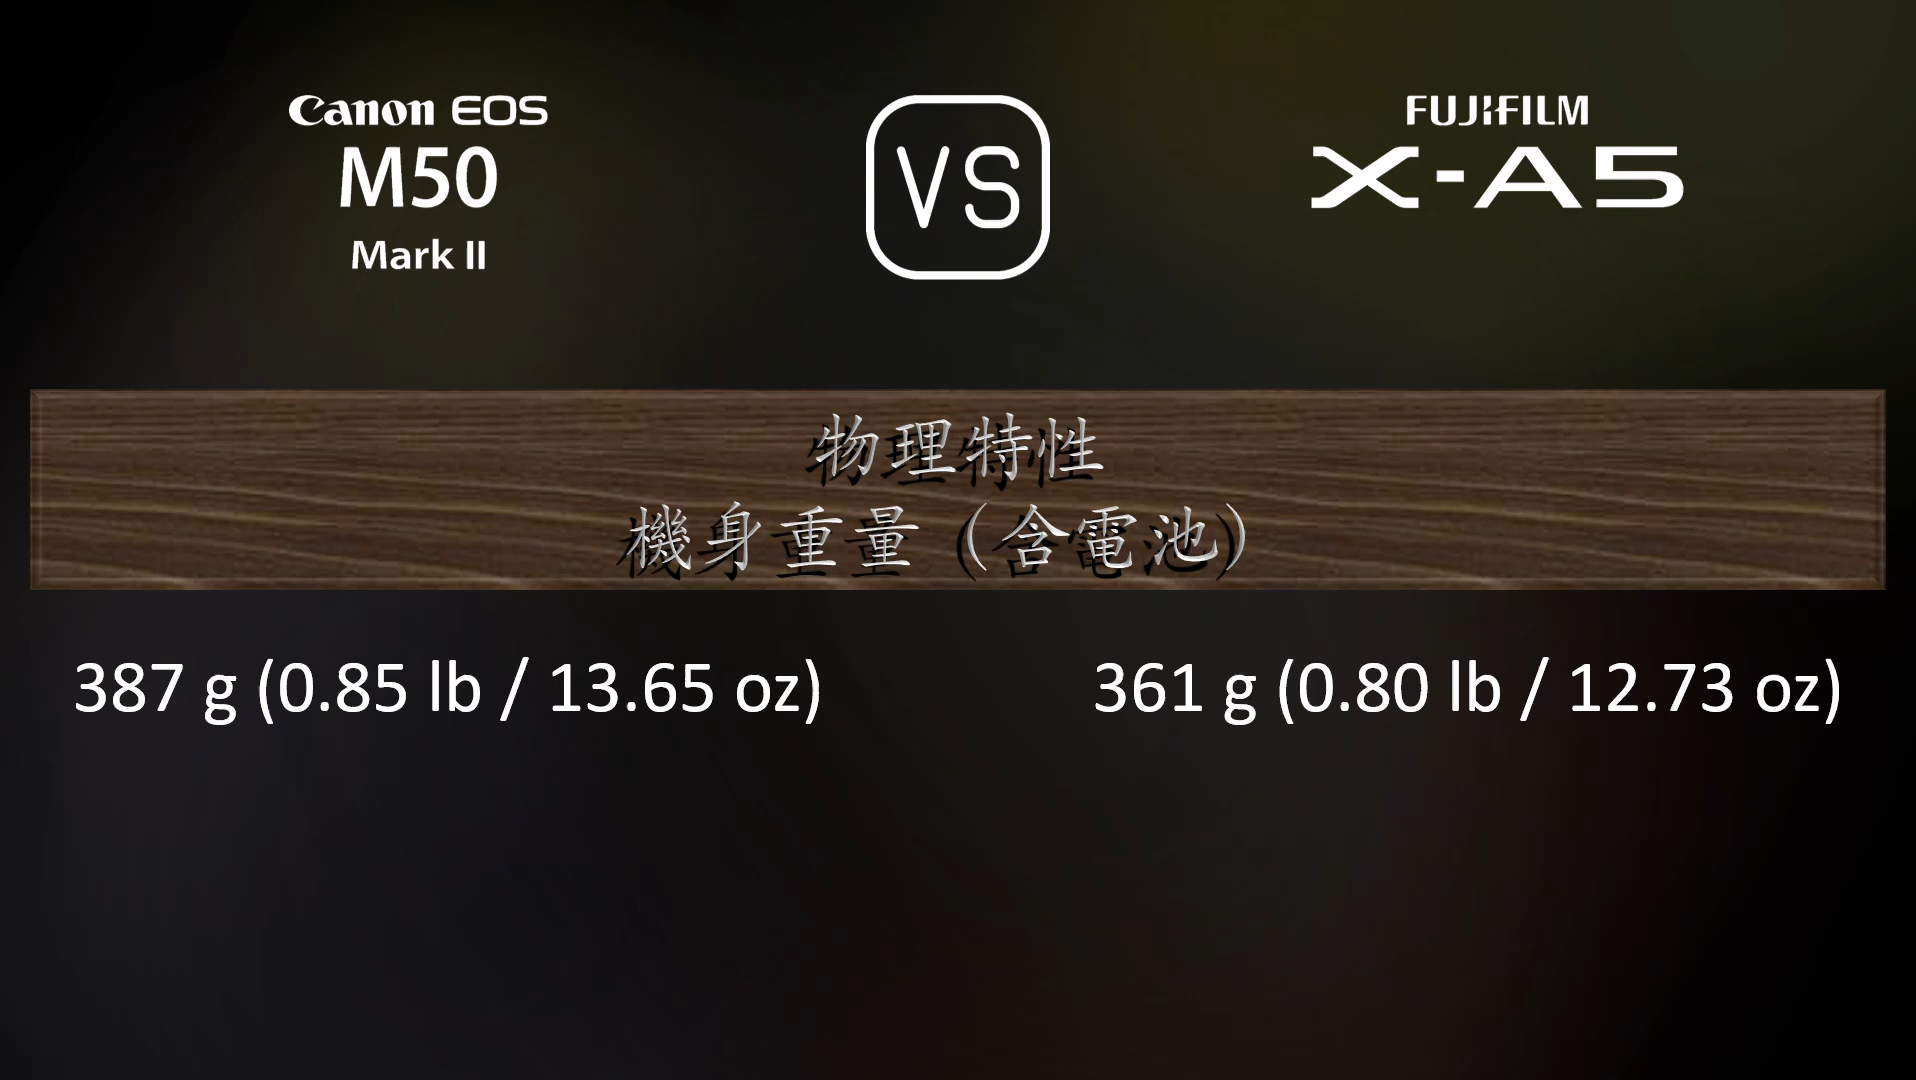 Canon EOS
M50
Mark II
VS
FUJIFILM
X-A5
物理特性
機身重量（含電池）
387 g (0.85 lb / 13.65 oz)
361 g (0.80 lb / 12.73 oz)